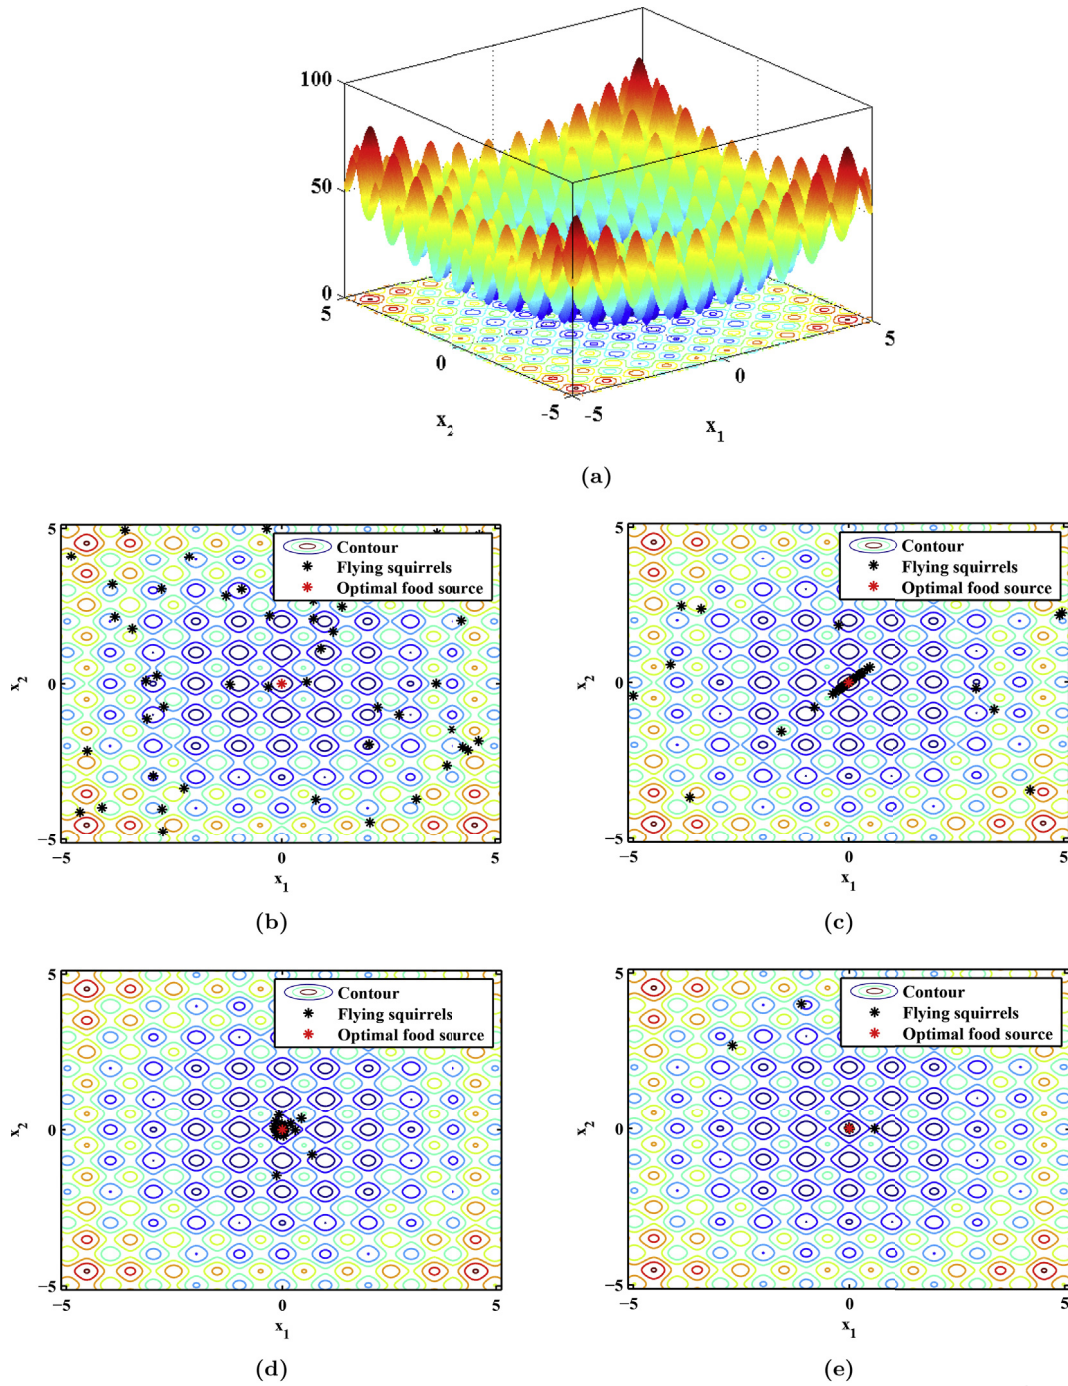 100
50
0
5
0
-5
-5
0
5
x2
x1
(a)
5
0
−5
−5
0
5
x2
x1
Contour
Flying squirrels
Optimal food source
(b)
5
0
−5
−5
0
5
x2
x1
Contour
Flying squirrels
Optimal food source
(c)
5
0
−5
−5
0
5
x2
x1
Contour
Flying squirrels
Optimal food source
(d)
5
0
−5
−5
0
5
x2
x1
Contour
Flying squirrels
Optimal food source
(e)